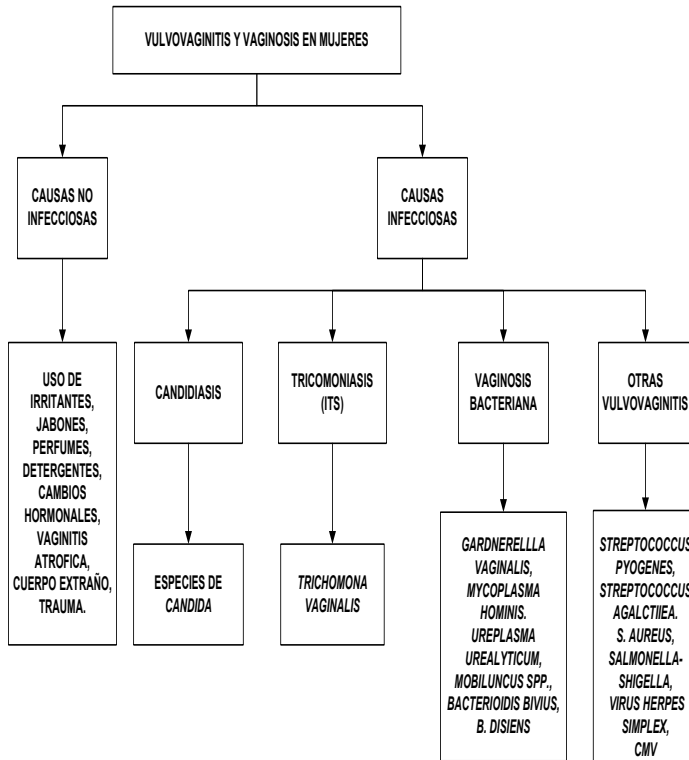 VULVOVAGINITIS Y VAGINOSIS EN MUJERES
CAUSAS NO
INFECCIOSAS
CAUSAS
INFECCIOSAS
USO DE
IRRITANTES,
JABONES,
PERFUMES,
DETERGENTES,
CAMBIOS
HORMONALES,
VAGINITIS
ATROFICA,
CUERPO EXTRAÑO,
TRAUMA.
CANDIDIASIS
TRICOMONIASIS
(ITS)
VAGINOSIS
BACTERIANA
OTRAS
VULVOVAGINITIS
ESPECIES DE
CANDIDA
TRICHOMONA
VAGINALIS
GARDNERELLLA
VAGINALIS,
MYCOPLASMA
HOMINIS.
UREPLASMA
UREALYTICUM,
MOBILUNCUS SPP.,
BACTERIOIDIS BIVIUS,
B. DISIENS
STREPTOCOCCUS
PYOGENES,
STREPTOCOCCUS
AGALCTIIEA.
S. AUREUS,
SALMONELLA-
SHIGELLA,
VIRUS HERPES
SIMPLEX,
CMV